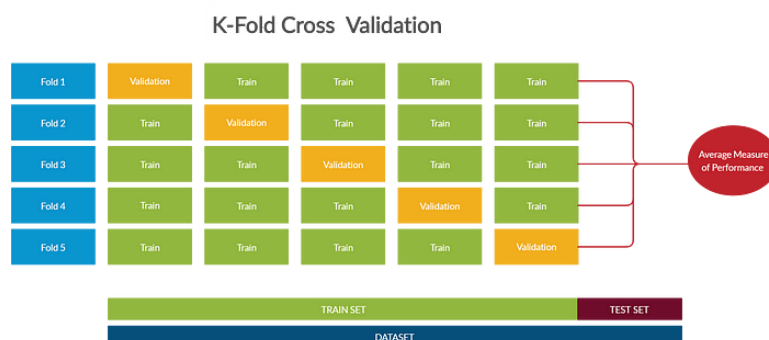 K-Fold Cross Validation
Fold 1 Validation Train Train Train Train
Fold 2 Train Validation Train Train Train
Fold 3 Train Train Validation Train Train
Fold 4 Train Train Train Validation Train
Fold 5 Train Train Train Train Validation
Average Measure
of Performance
TRAIN SET TEST SET
DATASET